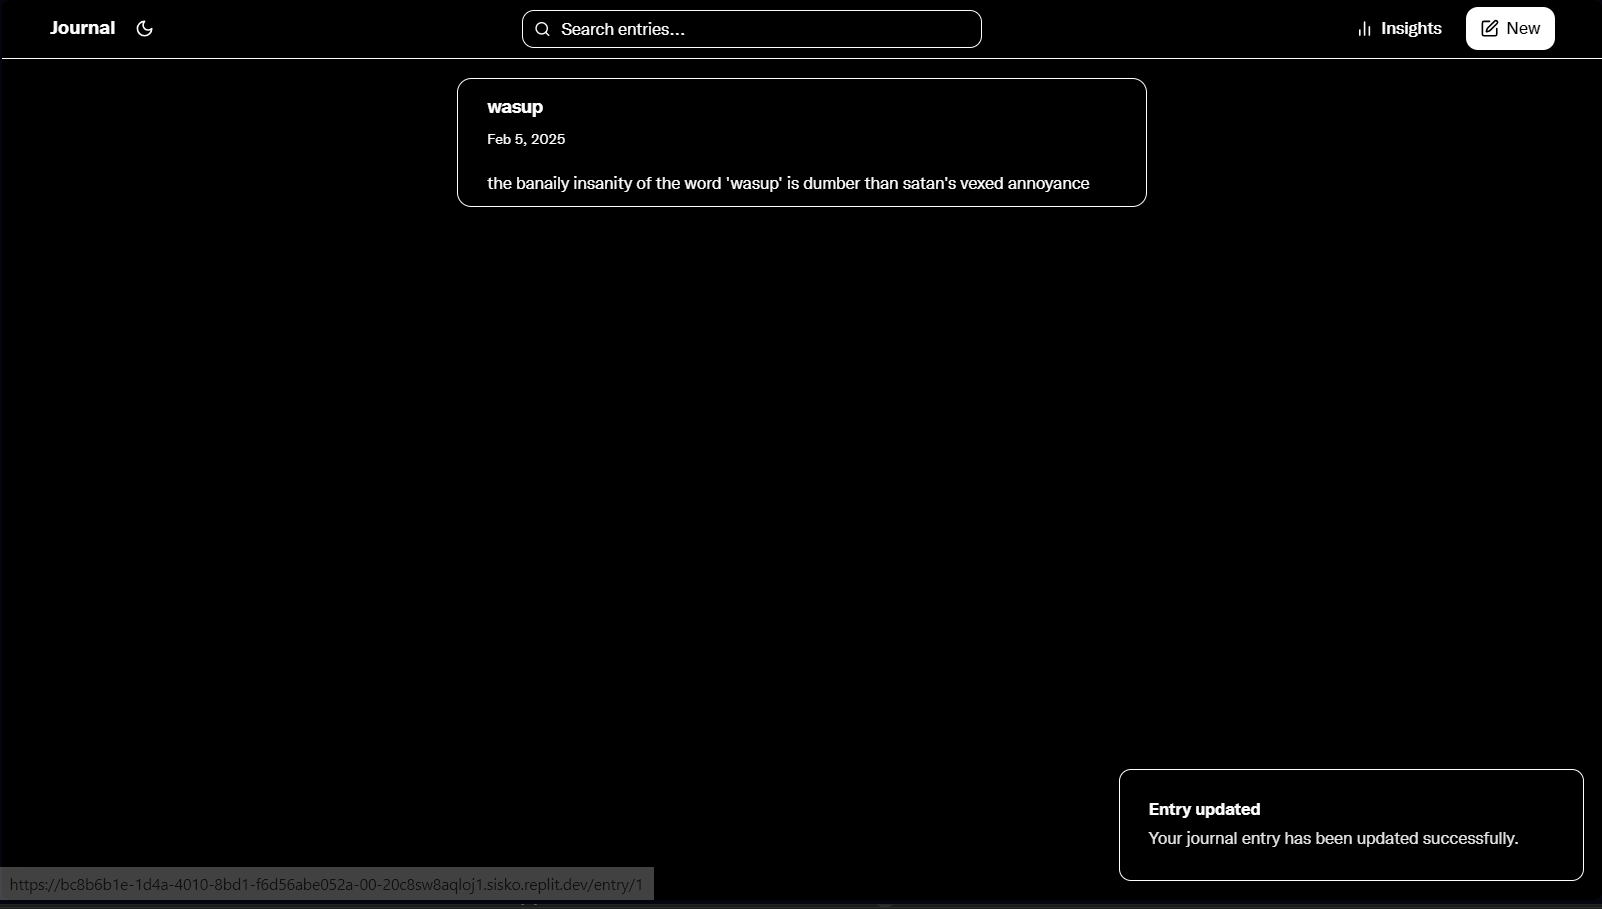 Journal
Search entries...
Insights
New
wasup
Feb 5, 2025
the banaily insanity of the word 'wasup' is dumber than satan's vexed annoyance
Entry updated
Your journal entry has been updated successfully.
https://bc8b6b1e-1d4a-4010-8bd1-f6d56abe052a-00-20c8sw8aqloj1.sisko.replit.dev/entry/1